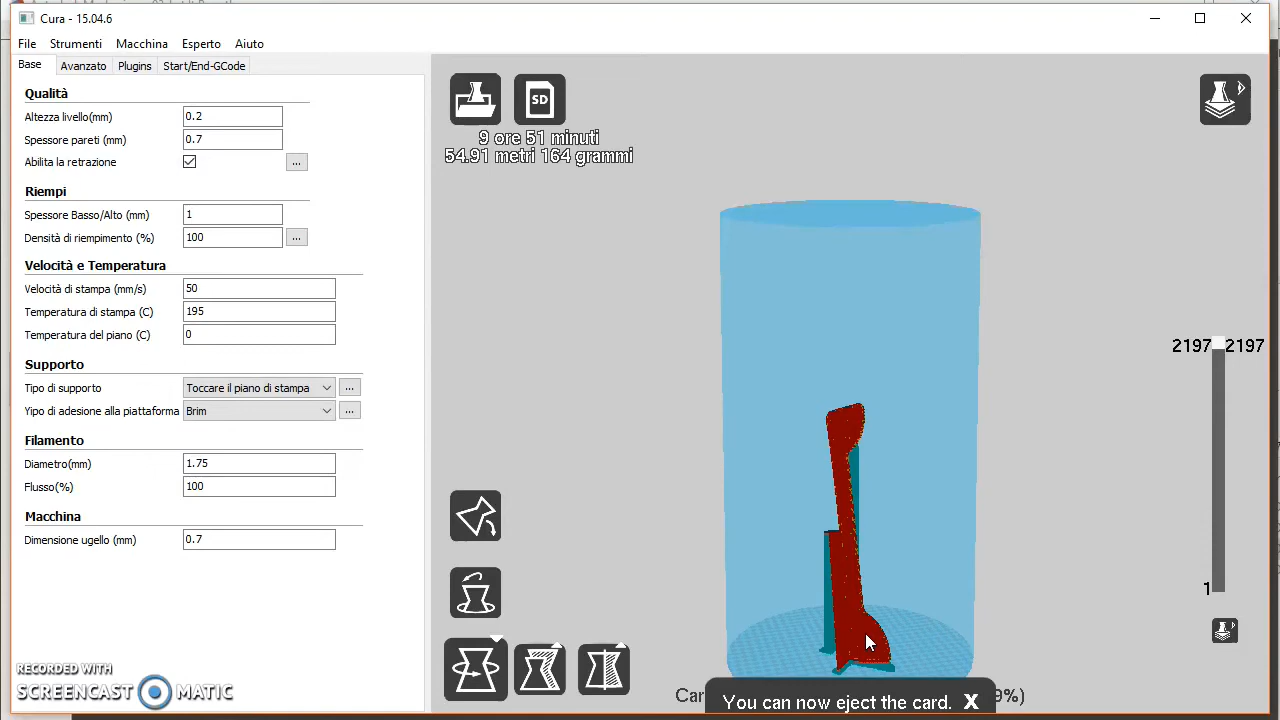 Cura - 15.04.6
File Strumenti Macchina Esperto Aiuto
Base Avanzato Plugins Start/End-GCode
Qualità
Altezza livello(mm) 0.2
Spessore pareti (mm) 0.7
Abilita la retrazione ...
Riempi
Spessore Basso/Alto (mm) 1
Densità di riempimento (%) 100 ...
Velocità e Temperatura
Velocità di stampa (mm/s) 50
Temperatura di stampa (C) 195
Temperatura del piano (C) 0
Supporto
Tipo di supporto Toccare il piano di stampa ...
Yipo di adesione alla piattaforma Brim ...
Filamento
Diametro(mm) 1.75
Flusso(%) 100
Macchina
Dimensione ugello (mm) 0.7
SD
9 ore 51 minuti
54.91 metri 164 grammi
2197 2197
1
Car 9%)
You can now eject the card. X
RECORDED WITH
SCREENCAST MATIC